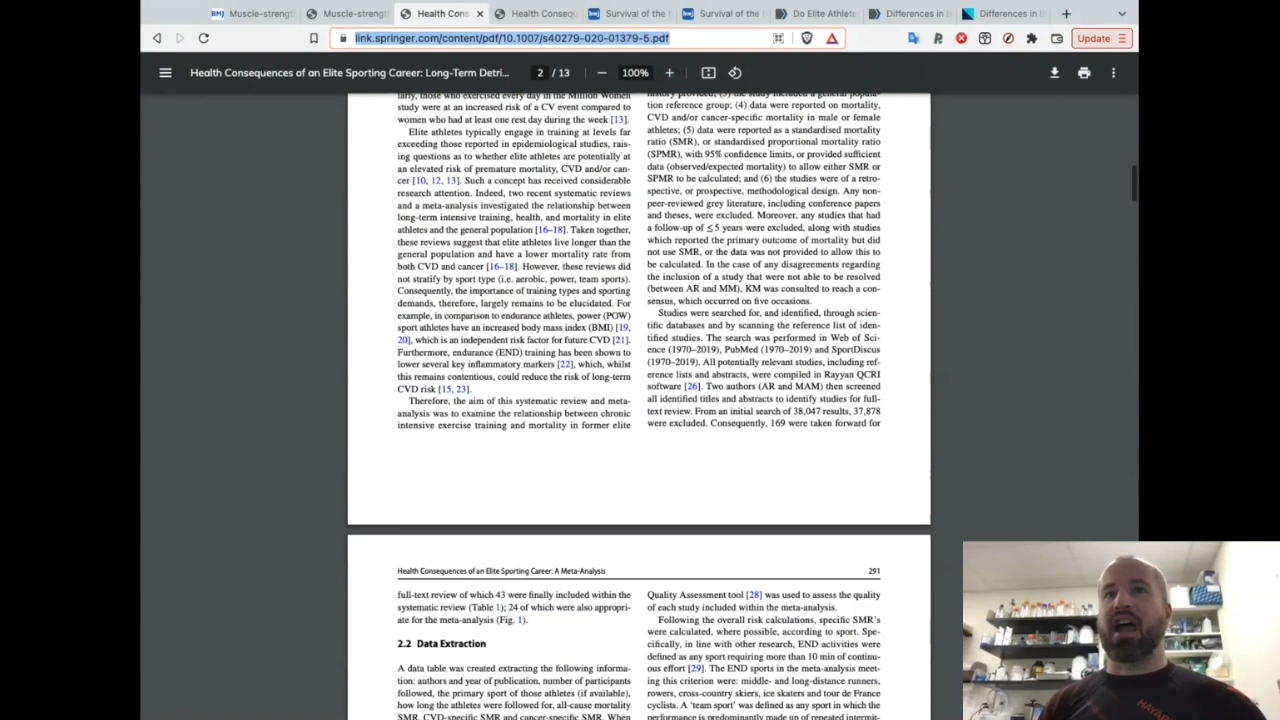 Muscle-strength
Muscle-strength
Health Cons
Health Consequ
Survival of the
Survival of the
Do Elite Athlete
Differences in B
Differences in
link.springer.com/content/pdf/10.1007/s40279-020-01379-5.pdf
Update
Health Consequences of an Elite Sporting Career: Long-Term Detri...
2 / 13
100%
larly, those who exercised every day in the Million Women
study were at an increased risk of a CV event compared to
women who had at least one rest day during the week [13].
Elite athletes typically engage in training at levels far
exceeding those reported in epidemiological studies, rais-
ing questions as to whether elite athletes are potentially at
an elevated risk of premature mortality, CVD and/or can-
cer [10, 12, 13]. Such a concept has received considerable
research attention. Indeed, two recent systematic reviews
and a meta-analysis investigated the relationship between
long-term intensive training, health, and mortality in elite
athletes and the general population [16–18]. Taken together,
these reviews suggest that elite athletes live longer than the
general population and have a lower mortality rate from
both CVD and cancer [16–18]. However, these reviews did
not stratify by sport type (i.e. aerobic, power, team sports).
Consequently, the importance of training types and sporting
demands, therefore, largely remains to be elucidated. For
example, in comparison to endurance athletes, power (POW)
sport athletes have an increased body mass index (BMI) [19,
20], which is an independent risk factor for future CVD [21].
Furthermore, endurance (END) training has been shown to
lower several key inflammatory markers [22], which, whilst
this remains contentious, could reduce the risk of long-term
CVD risk [15, 23].
Therefore, the aim of this systematic review and meta-
analysis was to examine the relationship between chronic
intensive exercise training and mortality in former elite
history provided; (3) the study included a general popula-
tion reference group; (4) data were reported on mortality,
CVD and/or cancer-specific mortality in male or female
athletes; (5) data were reported as a standardised mortality
ratio (SMR), or standardised proportional mortality ratio
(SPMR), with 95% confidence limits, or provided sufficient
data (observed/expected mortality) to allow either SMR or
SPMR to be calculated; and (6) the studies were of a retro-
spective, or prospective, methodological design. Any non-
peer-reviewed grey literature, including conference papers
and theses, were excluded. Moreover, any studies that had
a follow-up of ≤5 years were excluded, along with studies
which reported the primary outcome of mortality but did
not use SMR, or the data was not provided to allow this to
be calculated. In the case of any disagreements regarding
the inclusion of a study that were not able to be resolved
(between AR and MM), KM was consulted to reach a con-
sensus, which occurred on five occasions.
Studies were searched for, and identified, through scien-
tific databases and by scanning the reference list of iden-
tified studies. The search was performed in Web of Sci-
ence (1970–2019), PubMed (1970–2019) and SportDiscus
(1970–2019). All potentially relevant studies, including ref-
erence lists and abstracts, were compiled in Rayyan QCRI
software [26]. Two authors (AR and MAM) then screened
all identified titles and abstracts to identify studies for full-
text review. From an initial search of 38,047 results, 37,878
were excluded. Consequently, 169 were taken forward for
Health Consequences of an Elite Sporting Career: A Meta-Analysis
291
full-text review of which 43 were finally included within the
systematic review (Table 1); 24 of which were also appropri-
ate for the meta-analysis (Fig. 1).
2.2 Data Extraction
A data table was created extracting the following informa-
tion: authors and year of publication, number of participants
followed, the primary sport of those athletes (if available),
how long the athletes were followed for, all-cause mortality
SMR, CVD-specific SMR and cancer-specific SMR. When
Quality Assessment tool [28] was used to assess the quality
of each study included within the meta-analysis.
Following the overall risk calculations, specific SMR's
were calculated, where possible, according to sport. Spe-
cifically, in line with other research, END activities were
defined as any sport requiring more than 10 min of continu-
ous effort [29]. The END sports in the meta-analysis meet-
ing this criterion were: middle- and long-distance runners,
rowers, cross-country skiers, ice skaters and tour de France
cyclists. A 'team sport' was defined as any sport in which the
performance is predominantly made up of repeated intermit-